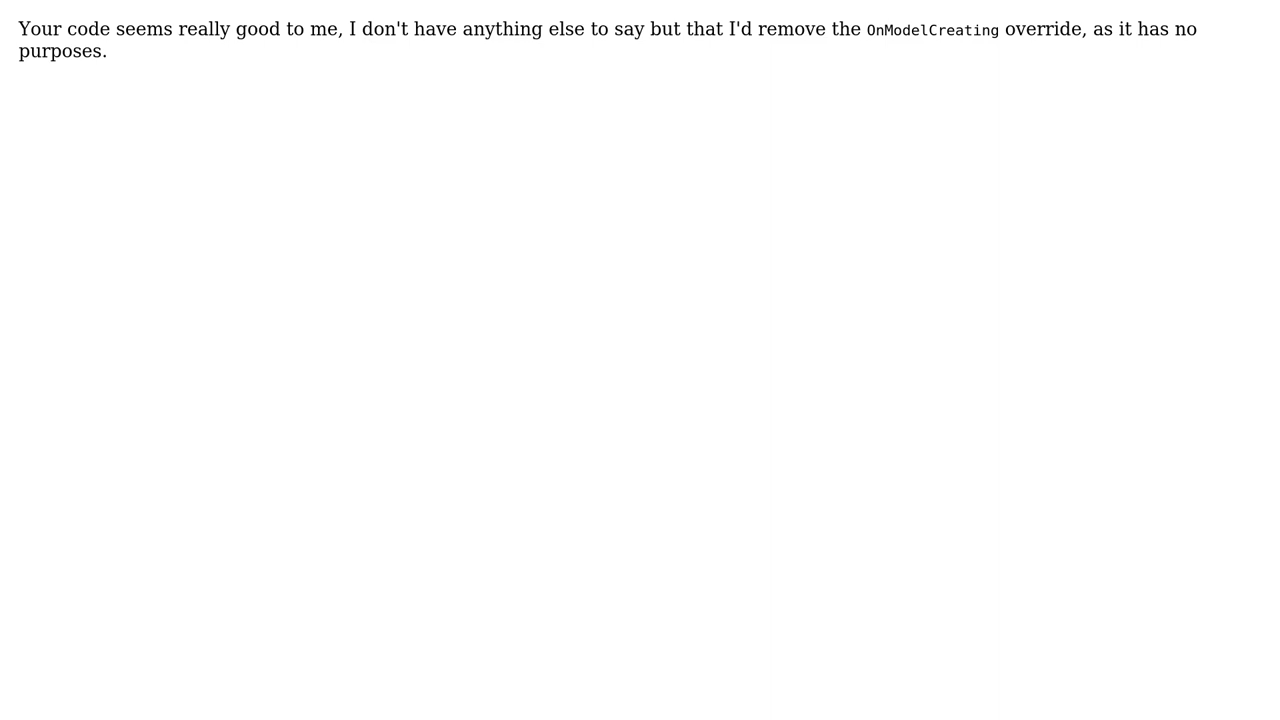 Your code seems really good to me, I don't have anything else to say but that I'd remove the OnModelCreating override, as it has no
purposes.